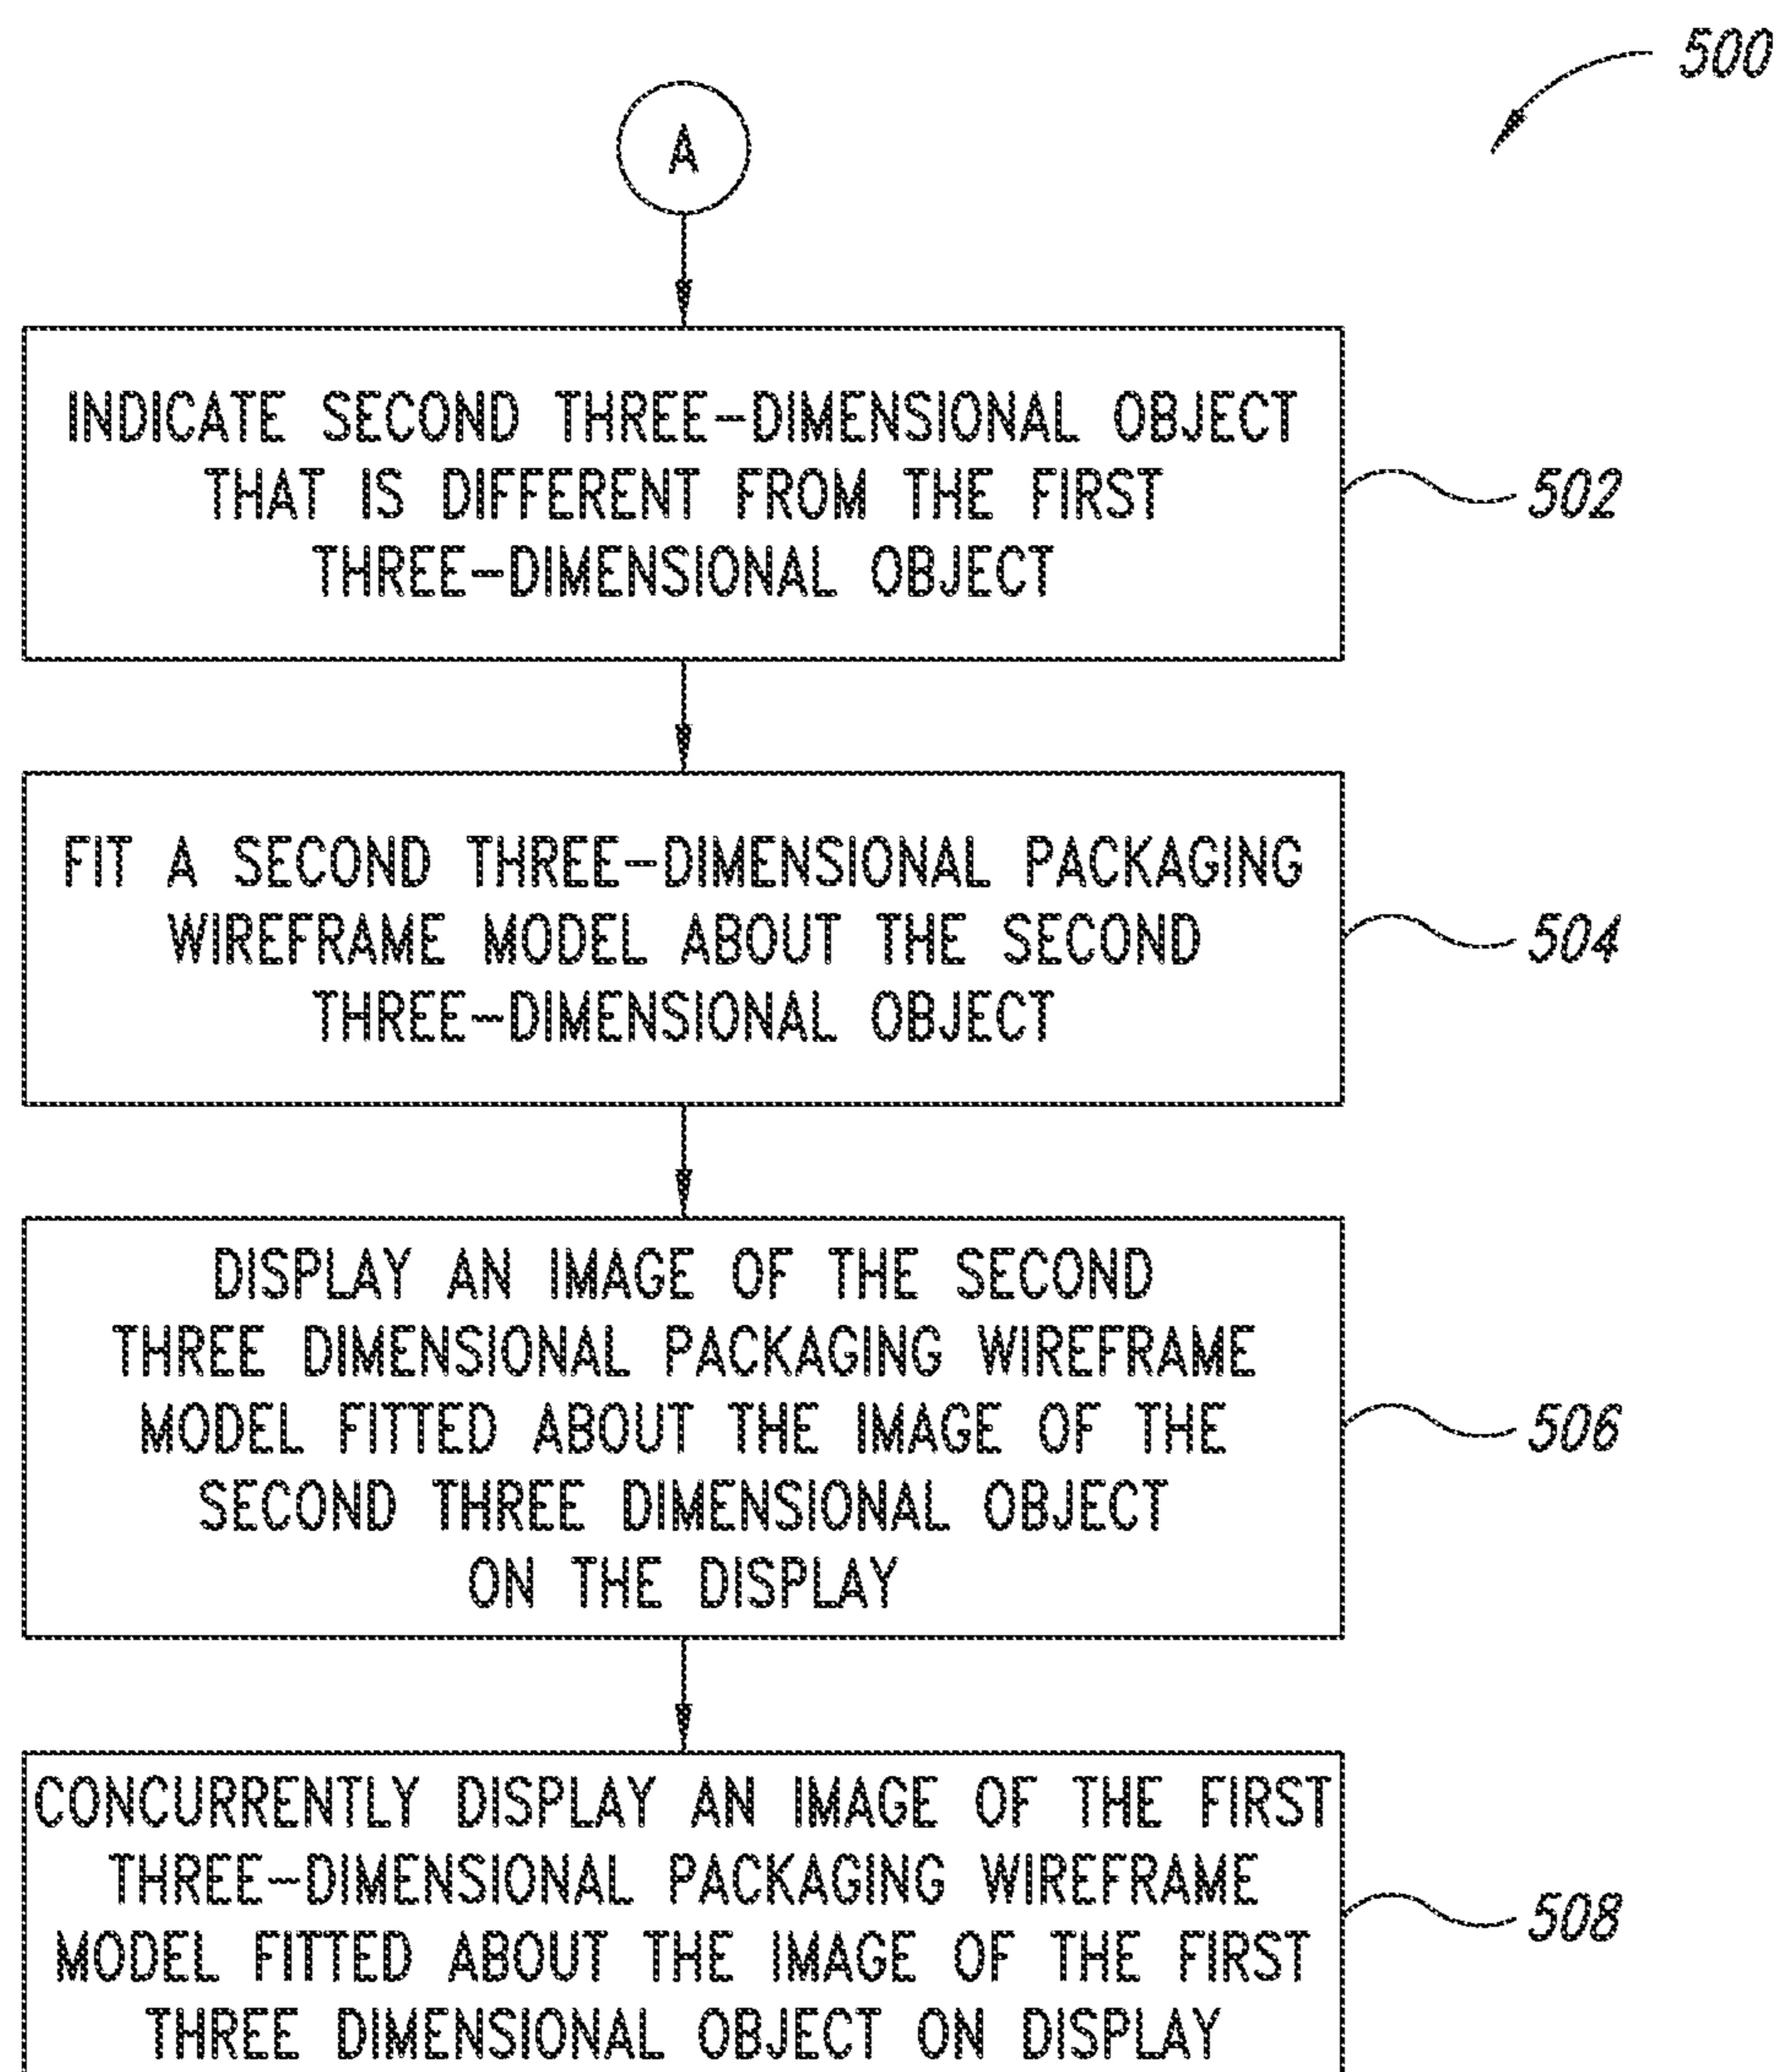 500
A
INDICATE SECOND THREE-DIMENSIONAL OBJECT
THAT IS DIFFERENT FROM THE FIRST
THREE-DIMENSIONAL OBJECT
502
FIT A SECOND THREE-DIMENSIONAL PACKAGING
WIREFRAME MODEL ABOUT THE SECOND
THREE-DIMENSIONAL OBJECT
504
DISPLAY AN IMAGE OF THE SECOND
THREE DIMENSIONAL PACKAGING WIREFRAME
MODEL FITTED ABOUT THE IMAGE OF THE
SECOND THREE DIMENSIONAL OBJECT
ON THE DISPLAY
506
CONCURRENTLY DISPLAY AN IMAGE OF THE FIRST
THREE-DIMENSIONAL PACKAGING WIREFRAME
MODEL FITTED ABOUT THE IMAGE OF THE FIRST
THREE DIMENSIONAL OBJECT ON DISPLAY
508